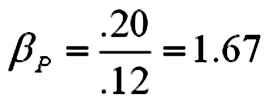 β_P = .20/.12 = 1.67